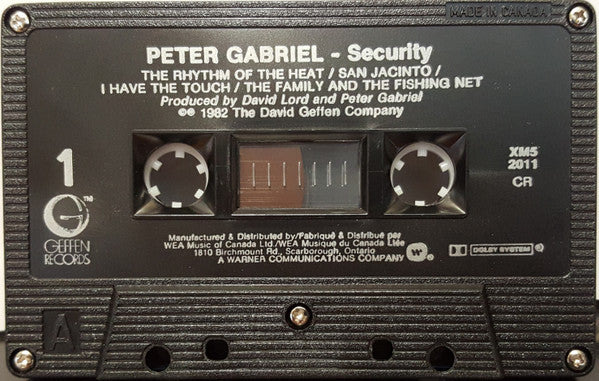 MADE IN CANADA
PETER GABRIEL - Security
THE RHYTHM OF THE HEAT / SAN JACINTO /
I HAVE THE TOUCH / THE FAMILY AND THE FISHING NET
Produced by David Lord and Peter Gabriel
℗© 1982 The David Geffen Company
1
XM5
2011
CR
G™
GEFFEN
RECORDS
Manufactured & Distributed by/Fabriqué & Distribué par
WEA Music of Canada Ltd./WEA Musique du Canada Ltée
1810 Birchmount Rd., Scarborough, Ontario
A WARNER COMMUNICATIONS COMPANY
DOLBY SYSTEM ®
A